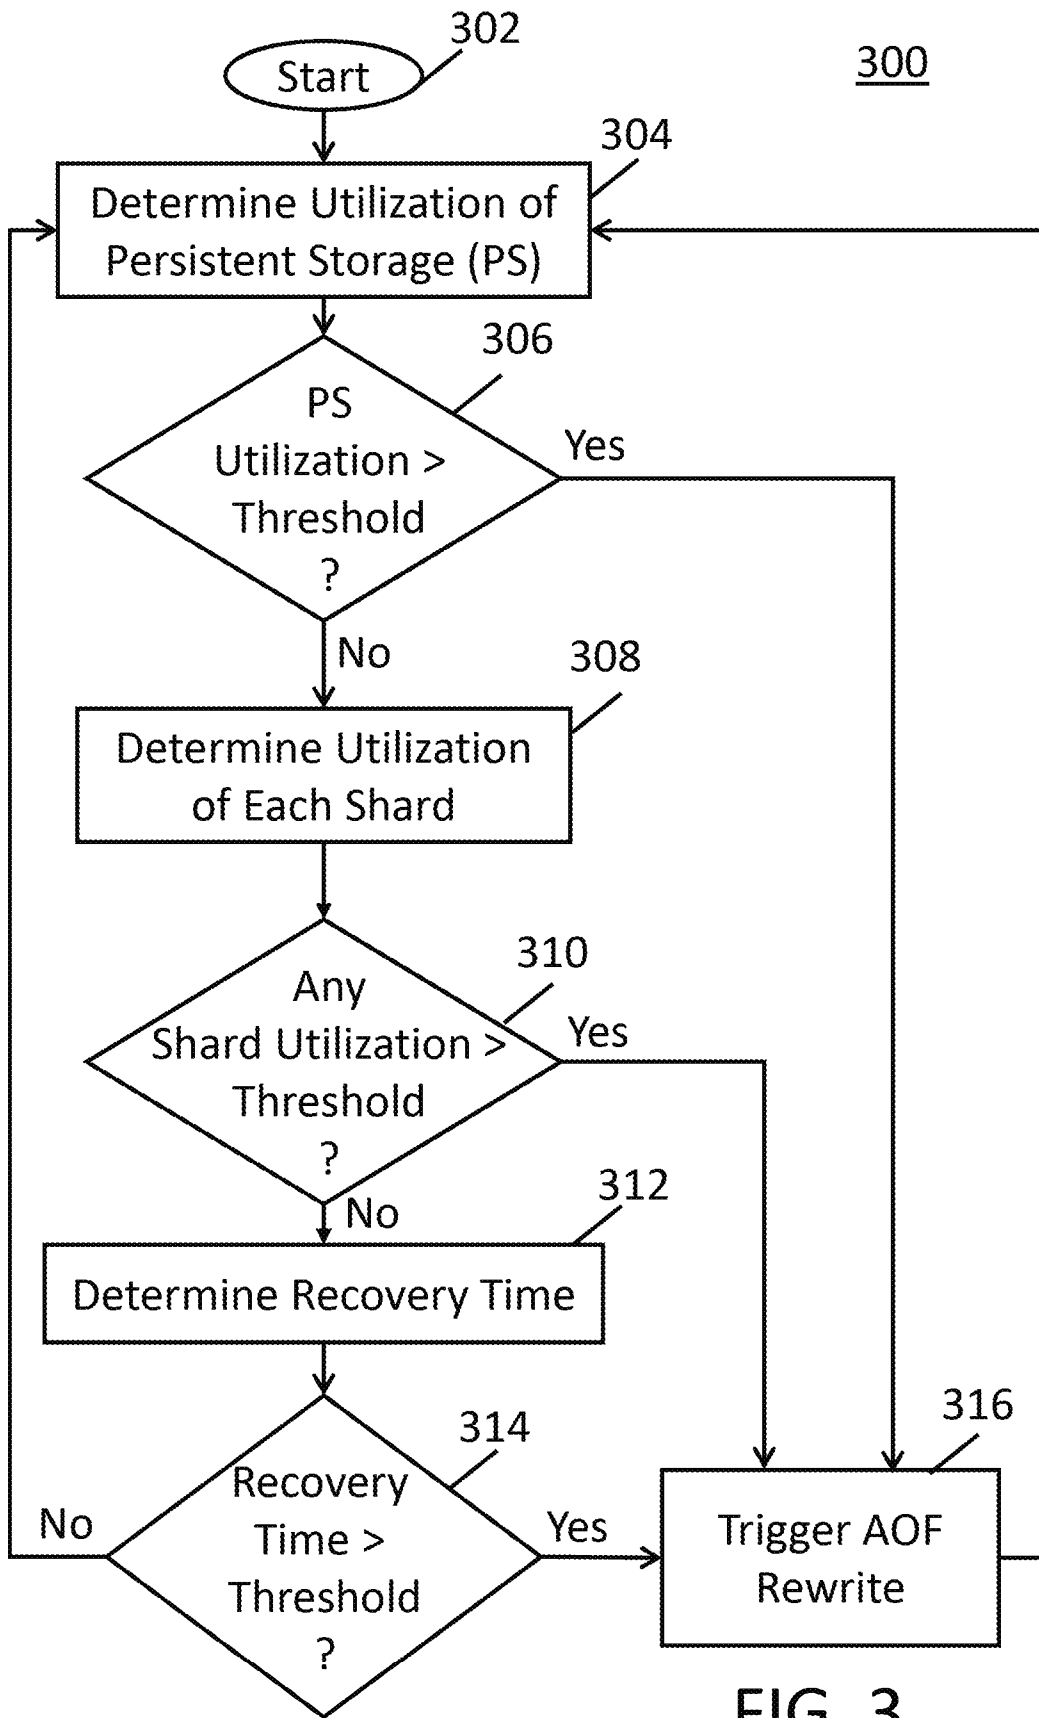 302
Start
300
304
Determine Utilization of
Persistent Storage (PS)
306
PS
Utilization >
Threshold
?
Yes
No
308
Determine Utilization
of Each Shard
310
Any
Shard Utilization >
Threshold
?
Yes
No
312
Determine Recovery Time
314
Recovery
Time >
Threshold
?
No
Yes
316
Trigger AOF
Rewrite
FIG. 3